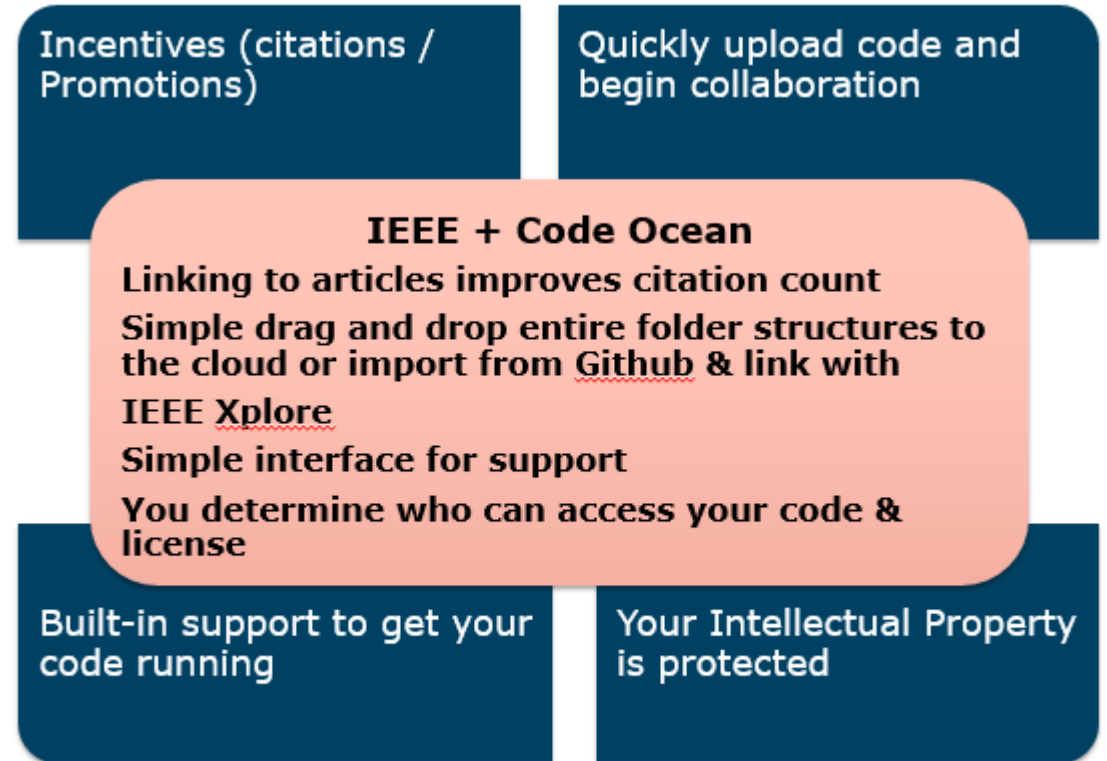 Incentives (citations /
Promotions)
Quickly upload code and
begin collaboration
IEEE + Code Ocean
Linking to articles improves citation count
Simple drag and drop entire folder structures to
the cloud or import from Github & link with
IEEE Xplore
Simple interface for support
You determine who can access your code &
license
Built-in support to get your
code running
Your Intellectual Property
is protected